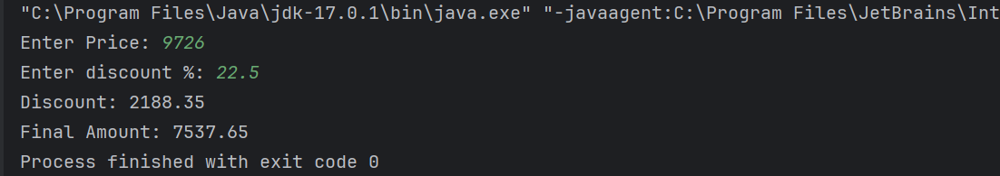 "C:\Program Files\Java\jdk-17.0.1\bin\java.exe" "-javaagent:C:\Program Files\JetBrains\Int
Enter Price: 9726
Enter discount %: 22.5
Discount: 2188.35
Final Amount: 7537.65
Process finished with exit code 0